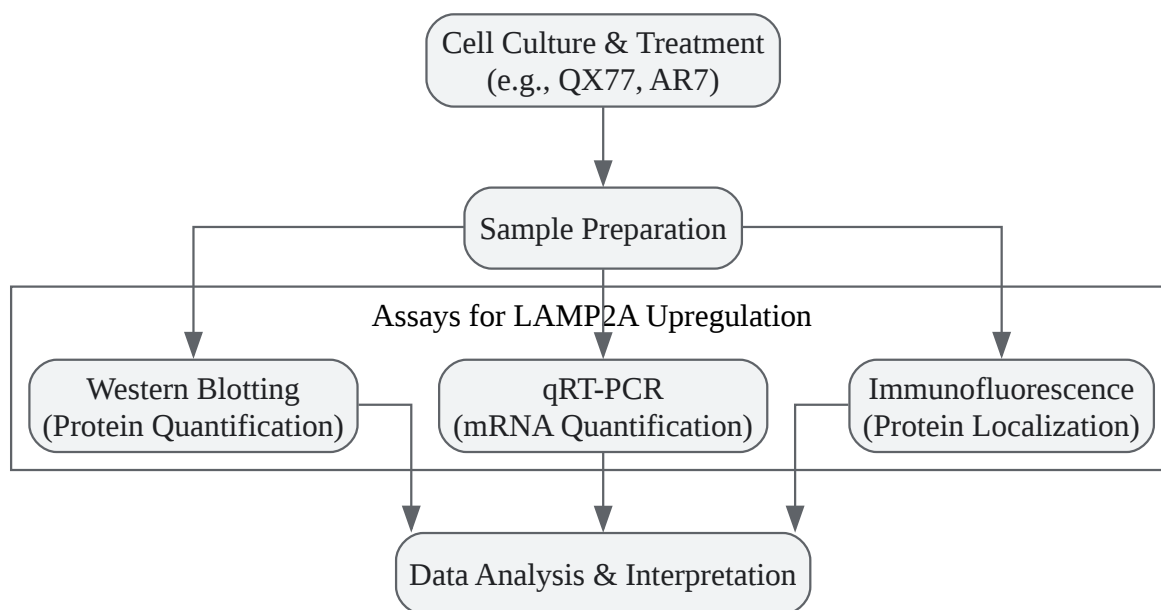 Cell Culture & Treatment
(e.g., QX77, AR7)
Sample Preparation
Assays for LAMP2A Upregulation
Western Blotting
(Protein Quantification)
qRT-PCR
(mRNA Quantification)
Immunofluorescence
(Protein Localization)
Data Analysis & Interpretation